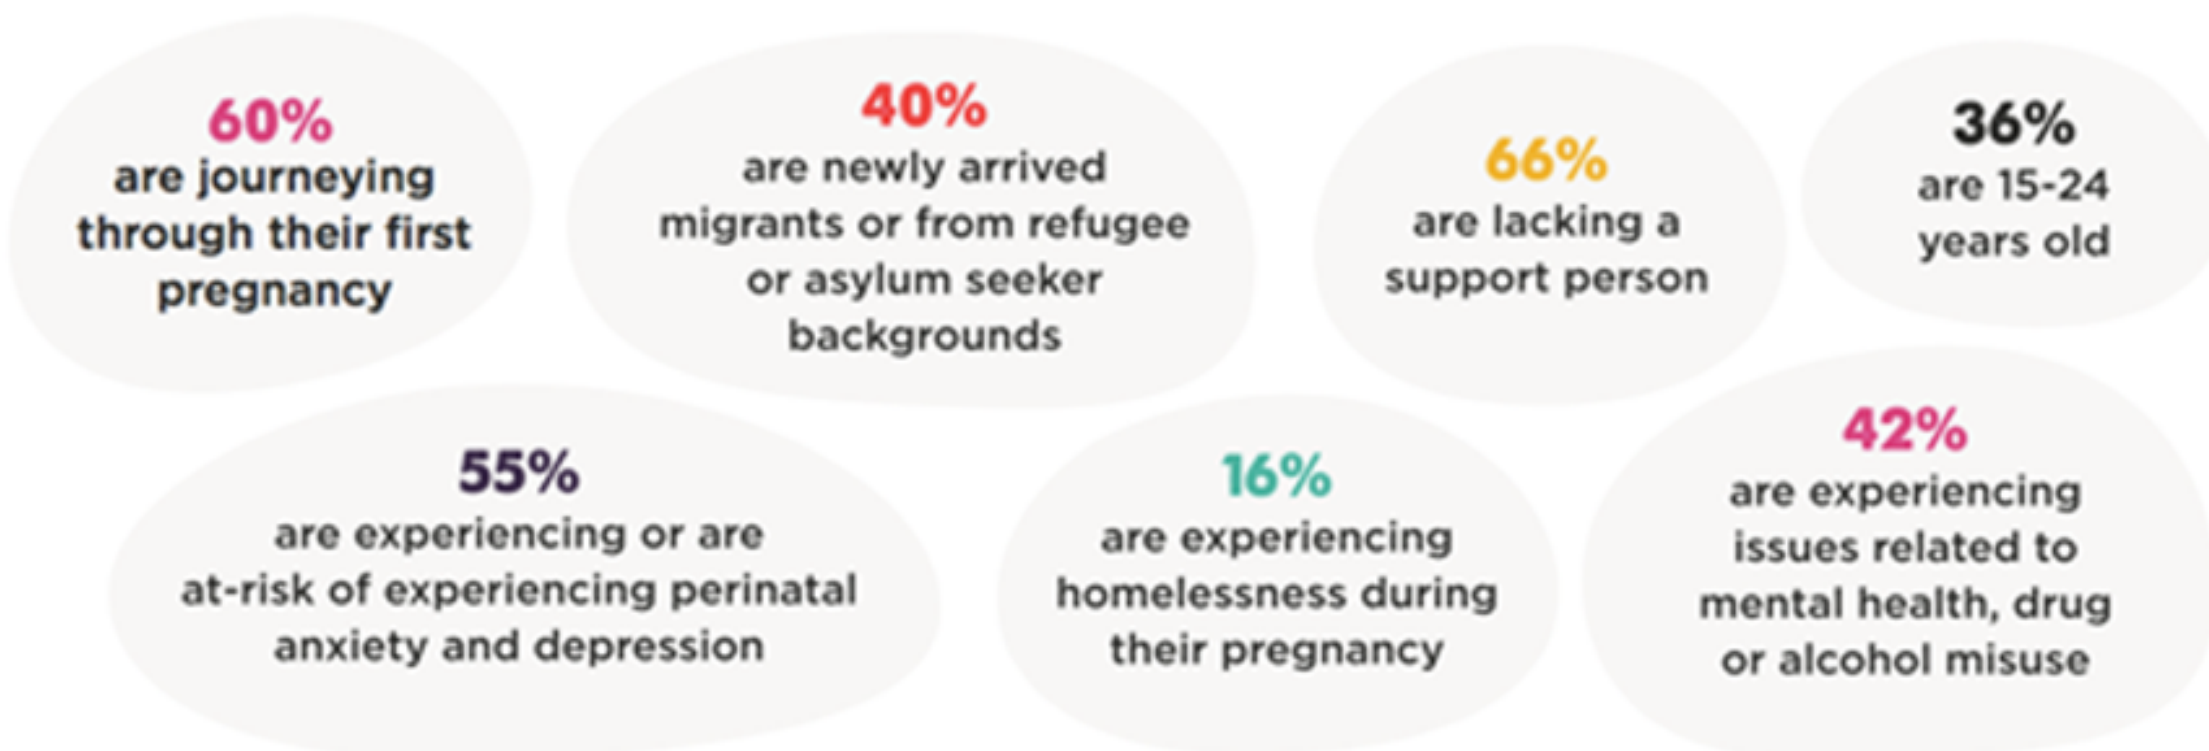 60%
are journeying
through their first
pregnancy
40%
are newly arrived
migrants or from refugee
or asylum seeker
backgrounds
66%
are lacking a
support person
36%
are 15-24
years old
55%
are experiencing or are
at-risk of experiencing perinatal
anxiety and depression
16%
are experiencing
homelessness during
their pregnancy
42%
are experiencing
issues related to
mental health, drug
or alcohol misuse